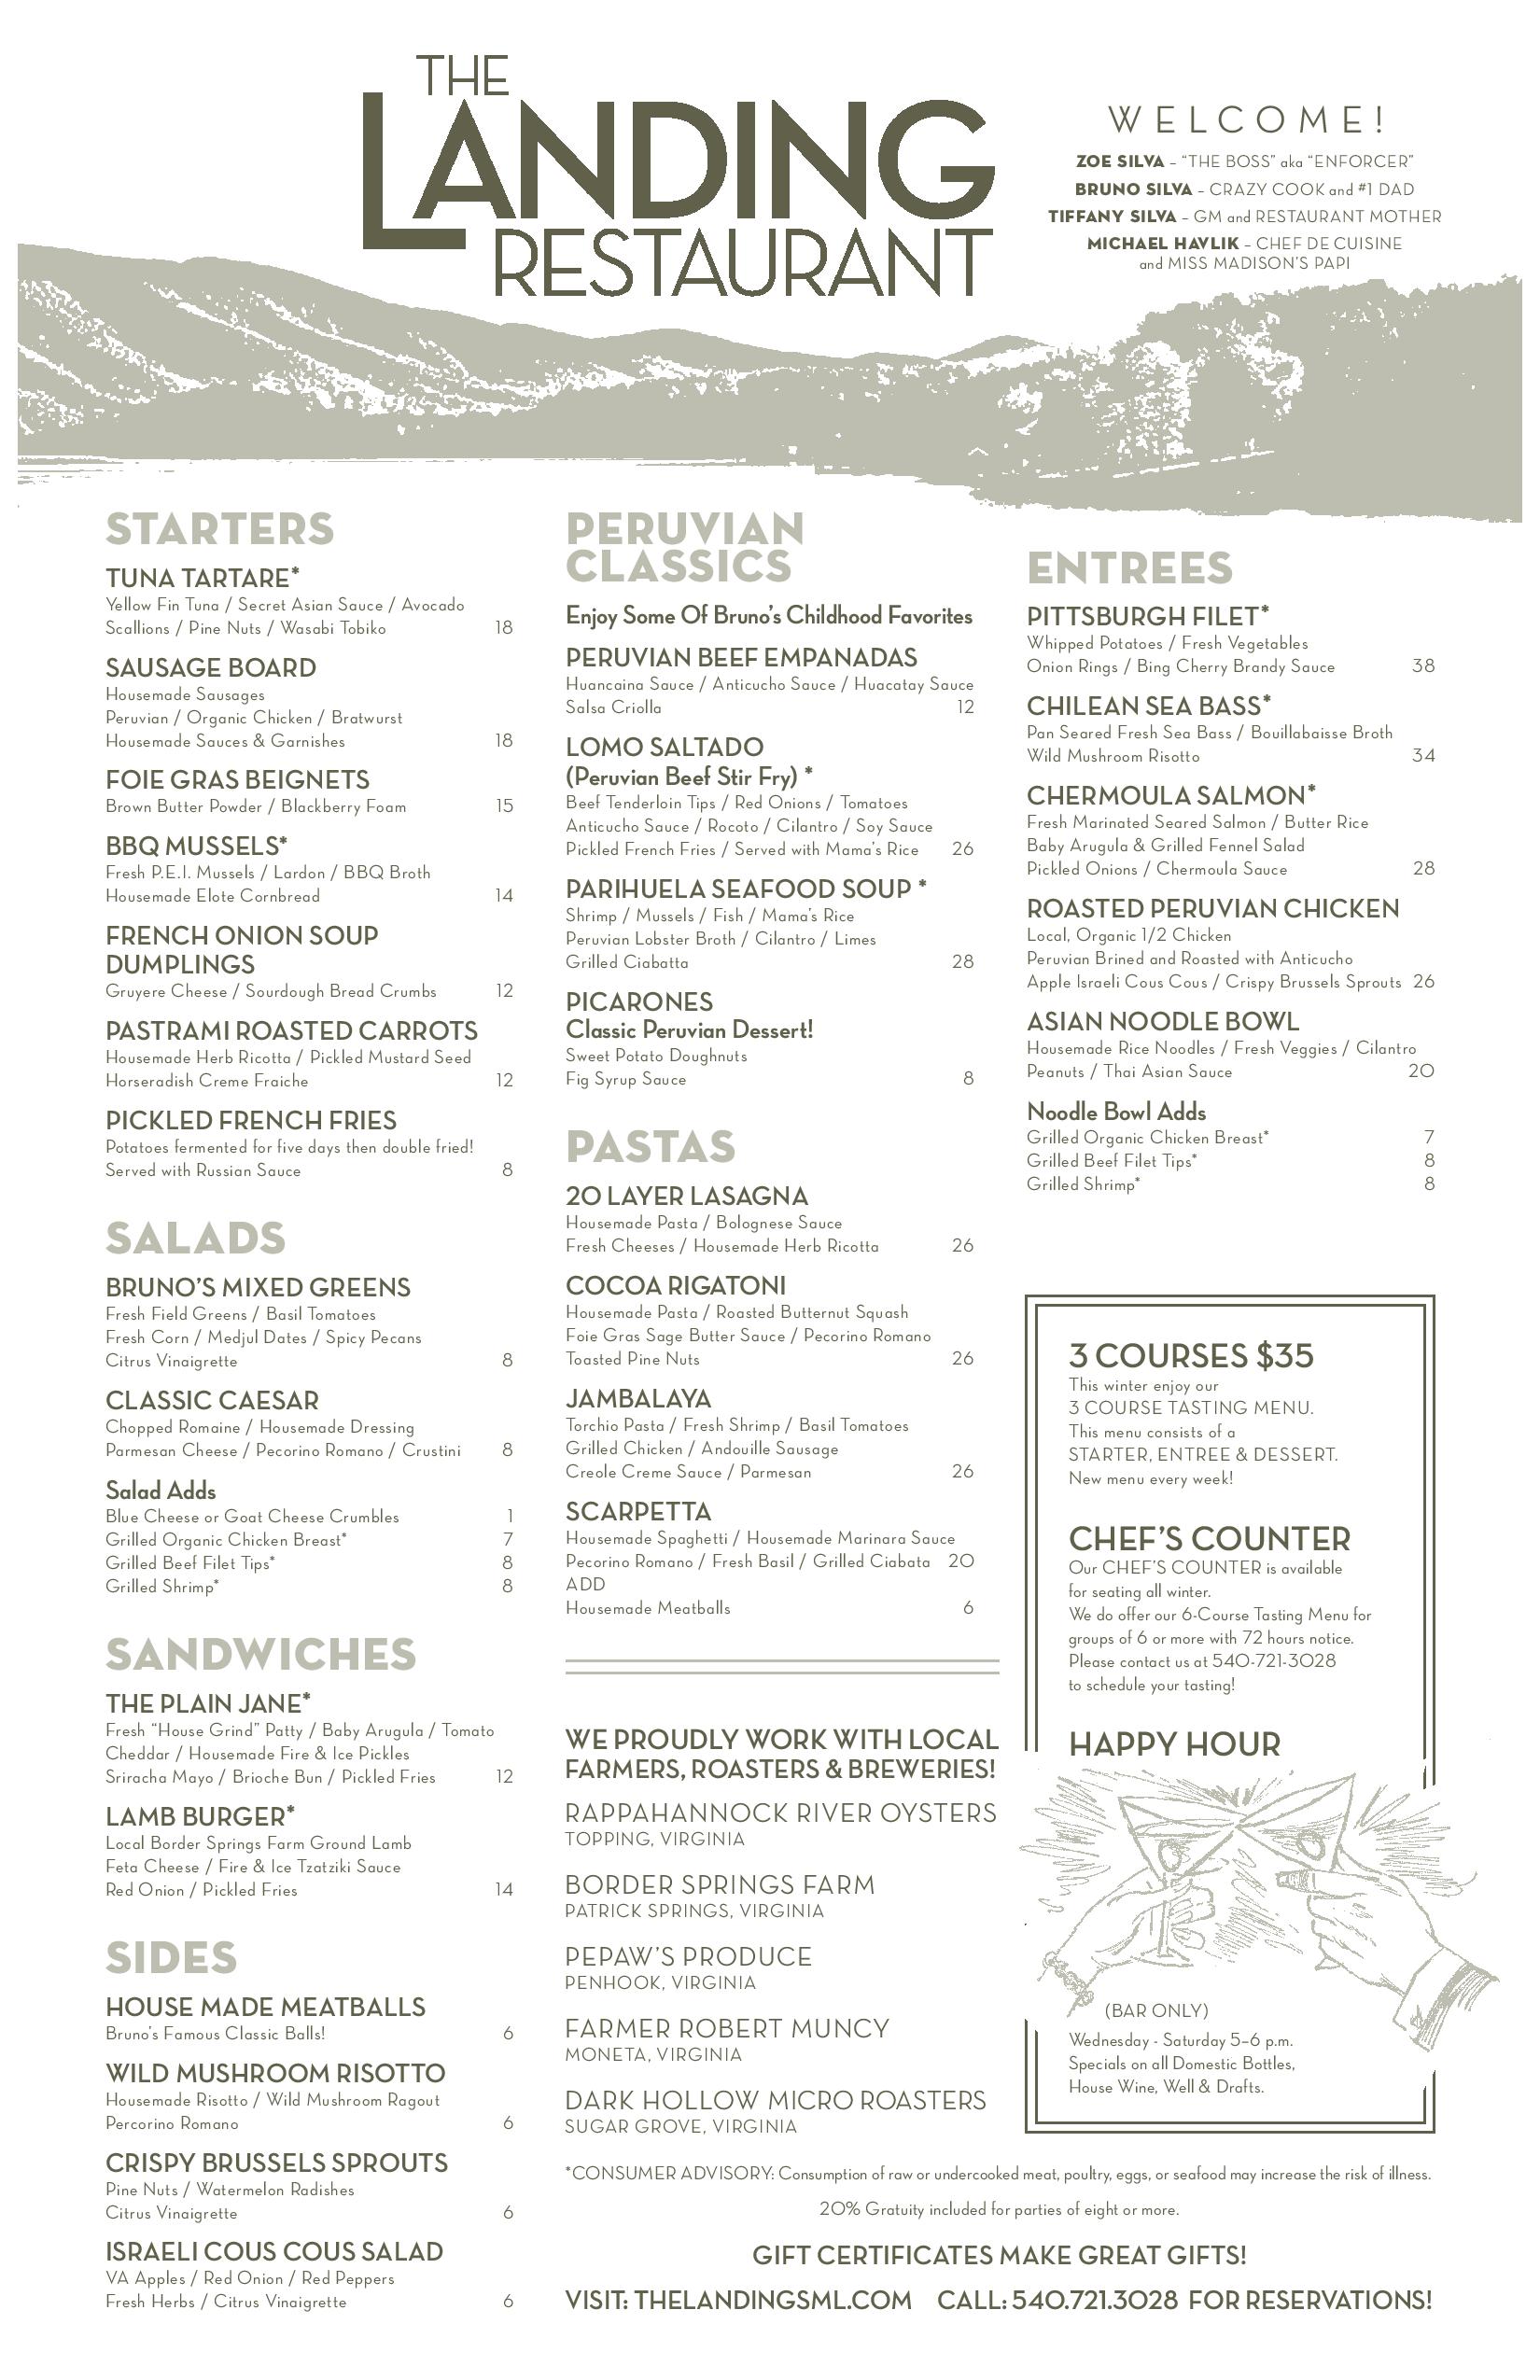 THE
LANDING
RESTAURANT
WELCOME!
ZOE SILVA – “THE BOSS” aka “ENFORCER”
BRUNO SILVA – CRAZY COOK and #1 DAD
TIFFANY SILVA – GM and RESTAURANT MOTHER
MICHAEL HAVLIK – CHEF DE CUISINE
and MISS MADISON’S PAPI
STARTERS
TUNA TARTARE*
Yellow Fin Tuna / Secret Asian Sauce / Avocado
Scallions / Pine Nuts / Wasabi Tobiko 18
SAUSAGE BOARD
Housemade Sausages
Peruvian / Organic Chicken / Bratwurst
Housemade Sauces & Garnishes 18
FOIE GRAS BEIGNETS
Brown Butter Powder / Blackberry Foam 15
BBQ MUSSELS*
Fresh P.E.I. Mussels / Lardon / BBQ Broth
Housemade Elote Cornbread 14
FRENCH ONION SOUP
DUMPLINGS
Gruyere Cheese / Sourdough Bread Crumbs 12
PASTRAMI ROASTED CARROTS
Housemade Herb Ricotta / Pickled Mustard Seed
Horseradish Creme Fraiche 12
PICKLED FRENCH FRIES
Potatoes fermented for five days then double fried!
Served with Russian Sauce 8
SALADS
BRUNO’S MIXED GREENS
Fresh Field Greens / Basil Tomatoes
Fresh Corn / Medjul Dates / Spicy Pecans
Citrus Vinaigrette 8
CLASSIC CAESAR
Chopped Romaine / Housemade Dressing
Parmesan Cheese / Pecorino Romano / Crustini 8
Salad Adds
Blue Cheese or Goat Cheese Crumbles 1
Grilled Organic Chicken Breast* 7
Grilled Beef Filet Tips* 8
Grilled Shrimp* 8
SANDWICHES
THE PLAIN JANE*
Fresh “House Grind” Patty / Baby Arugula / Tomato
Cheddar / Housemade Fire & Ice Pickles
Sriracha Mayo / Brioche Bun / Pickled Fries 12
LAMB BURGER*
Local Border Springs Farm Ground Lamb
Feta Cheese / Fire & Ice Tzatziki Sauce
Red Onion / Pickled Fries 14
SIDES
HOUSE MADE MEATBALLS
Bruno’s Famous Classic Balls! 6
WILD MUSHROOM RISOTTO
Housemade Risotto / Wild Mushroom Ragout
Percorino Romano 6
CRISPY BRUSSELS SPROUTS
Pine Nuts / Watermelon Radishes
Citrus Vinaigrette 6
ISRAELI COUS COUS SALAD
VA Apples / Red Onion / Red Peppers
Fresh Herbs / Citrus Vinaigrette 6
PERUVIAN
CLASSICS
Enjoy Some Of Bruno’s Childhood Favorites
PERUVIAN BEEF EMPANADAS
Huancaina Sauce / Anticucho Sauce / Huacatay Sauce
Salsa Criolla 12
LOMO SALTADO
(Peruvian Beef Stir Fry) *
Beef Tenderloin Tips / Red Onions / Tomatoes
Anticucho Sauce / Rocoto / Cilantro / Soy Sauce
Pickled French Fries / Served with Mama’s Rice 26
PARIHUELA SEAFOOD SOUP *
Shrimp / Mussels / Fish / Mama’s Rice
Peruvian Lobster Broth / Cilantro / Limes
Grilled Ciabatta 28
PICARONES
Classic Peruvian Dessert!
Sweet Potato Doughnuts
Fig Syrup Sauce 8
PASTAS
20 LAYER LASAGNA
Housemade Pasta / Bolognese Sauce
Fresh Cheeses / Housemade Herb Ricotta 26
COCOA RIGATONI
Housemade Pasta / Roasted Butternut Squash
Foie Gras Sage Butter Sauce / Pecorino Romano
Toasted Pine Nuts 26
JAMBALAYA
Torchio Pasta / Fresh Shrimp / Basil Tomatoes
Grilled Chicken / Andouille Sausage
Creole Creme Sauce / Parmesan 26
SCARPETTA
Housemade Spaghetti / Housemade Marinara Sauce
Pecorino Romano / Fresh Basil / Grilled Ciabata 20
ADD
Housemade Meatballs 6
WE PROUDLY WORK WITH LOCAL
FARMERS, ROASTERS & BREWERIES!
RAPPAHANNOCK RIVER OYSTERS
TOPPING, VIRGINIA
BORDER SPRINGS FARM
PATRICK SPRINGS, VIRGINIA
PEPAW’S PRODUCE
PENHOOK, VIRGINIA
FARMER ROBERT MUNCY
MONETA, VIRGINIA
DARK HOLLOW MICRO ROASTERS
SUGAR GROVE, VIRGINIA
ENTREES
PITTSBURGH FILET*
Whipped Potatoes / Fresh Vegetables
Onion Rings / Bing Cherry Brandy Sauce 38
CHILEAN SEA BASS*
Pan Seared Fresh Sea Bass / Bouillabaisse Broth
Wild Mushroom Risotto 34
CHERMOULA SALMON*
Fresh Marinated Seared Salmon / Butter Rice
Baby Arugula & Grilled Fennel Salad
Pickled Onions / Chermoula Sauce 28
ROASTED PERUVIAN CHICKEN
Local, Organic 1/2 Chicken
Peruvian Brined and Roasted with Anticucho
Apple Israeli Cous Cous / Crispy Brussels Sprouts 26
ASIAN NOODLE BOWL
Housemade Rice Noodles / Fresh Veggies / Cilantro
Peanuts / Thai Asian Sauce 20
Noodle Bowl Adds
Grilled Organic Chicken Breast* 7
Grilled Beef Filet Tips* 8
Grilled Shrimp* 8
3 COURSES $35
This winter enjoy our
3 COURSE TASTING MENU.
This menu consists of a
STARTER, ENTREE & DESSERT.
New menu every week!
CHEF’S COUNTER
Our CHEF’S COUNTER is available
for seating all winter.
We do offer our 6-Course Tasting Menu for
groups of 6 or more with 72 hours notice.
Please contact us at 540-721-3028
to schedule your tasting!
HAPPY HOUR
(BAR ONLY)
Wednesday - Saturday 5–6 p.m.
Specials on all Domestic Bottles,
House Wine, Well & Drafts.
*CONSUMER ADVISORY: Consumption of raw or undercooked meat, poultry, eggs, or seafood may increase the risk of illness.
20% Gratuity included for parties of eight or more.
GIFT CERTIFICATES MAKE GREAT GIFTS!
VISIT: THELANDINGSML.COM CALL: 540.721.3028 FOR RESERVATIONS!